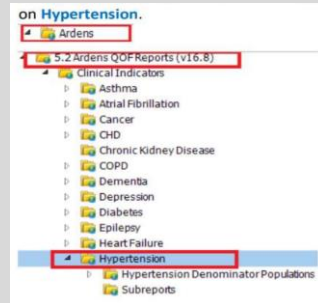 on Hypertension.
Ardens
5.2 Ardens QOF Reports (v16.8)
Clinical Indicators
Asthma
Atrial Fibrillation
Cancer
CHD
Chronic Kidney Disease
COPD
Dementia
Depression
Diabetes
Epilepsy
Heart Failure
Hypertension
Hypertension Denominator Populations
Subreports